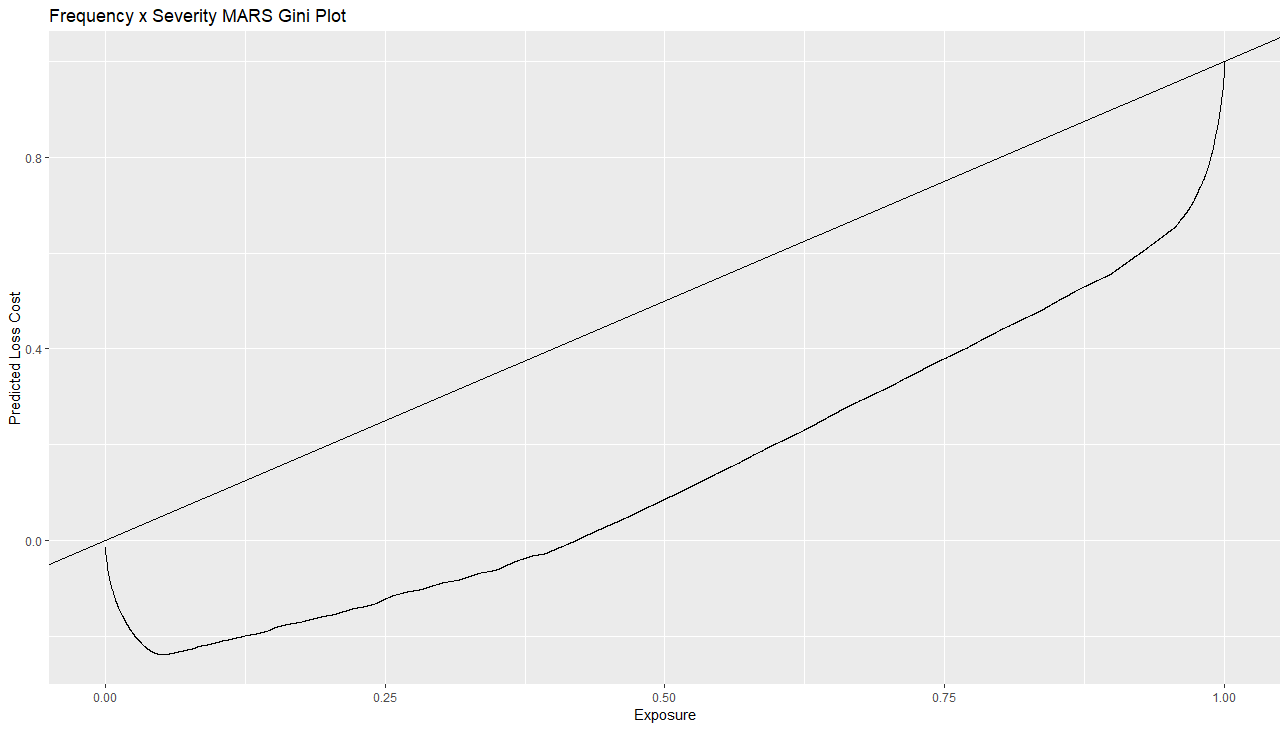 Frequency x Severity MARS Gini Plot
Predicted Loss Cost
0.8
0.4
0.0
0.00 0.25 0.50 0.75 1.00
Exposure